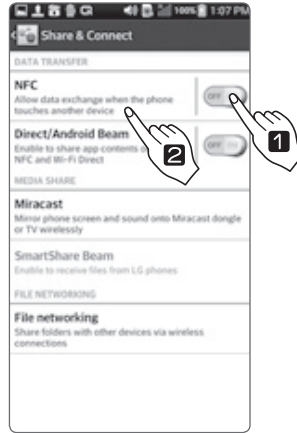 100% 1:07 PM
Share & Connect
DATA TRANSFER
NFC
Allow data exchange when the phone
touches another device
OFF
1
Direct/Android Beam
Enable to share app contents
NFC and Wi-Fi Direct
OFF
2
MEDIA SHARE
Miracast
Mirror phone screen and sound onto Miracast dongle
or TV wirelessly
SmartShare Beam
Enable to receive files from LG phones
FILE NETWORKING
File networking
Share folders with other devices via wireless
connections